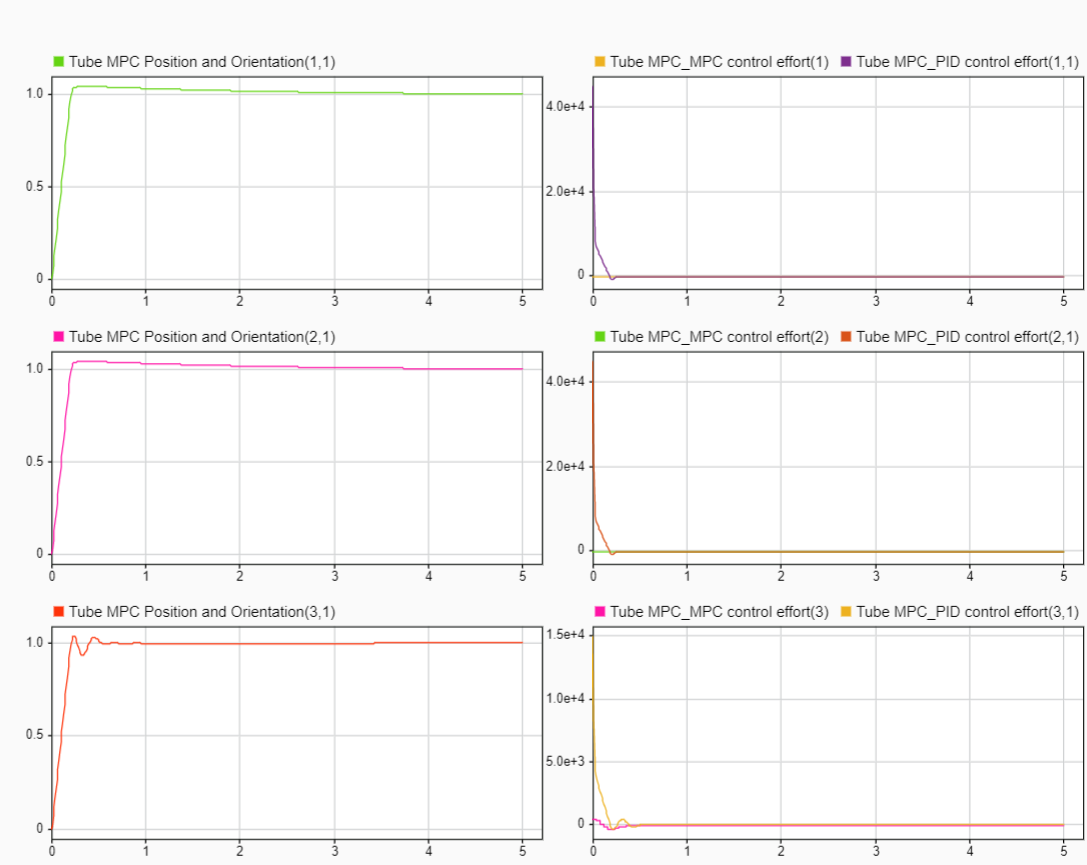 Tube MPC Position and Orientation(1,1)
1.0
0.5
0
0 1 2 3 4 5
Tube MPC_MPC control effort(1) Tube MPC_PID control effort(1,1)
4.0e+4
2.0e+4
0
0 1 2 3 4 5
Tube MPC Position and Orientation(2,1)
1.0
0.5
0
0 1 2 3 4 5
Tube MPC_MPC control effort(2) Tube MPC_PID control effort(2,1)
4.0e+4
2.0e+4
0
0 1 2 3 4 5
Tube MPC Position and Orientation(3,1)
1.0
0.5
0
0 1 2 3 4 5
Tube MPC_MPC control effort(3) Tube MPC_PID control effort(3,1)
1.5e+4
1.0e+4
5.0e+3
0
0 1 2 3 4 5